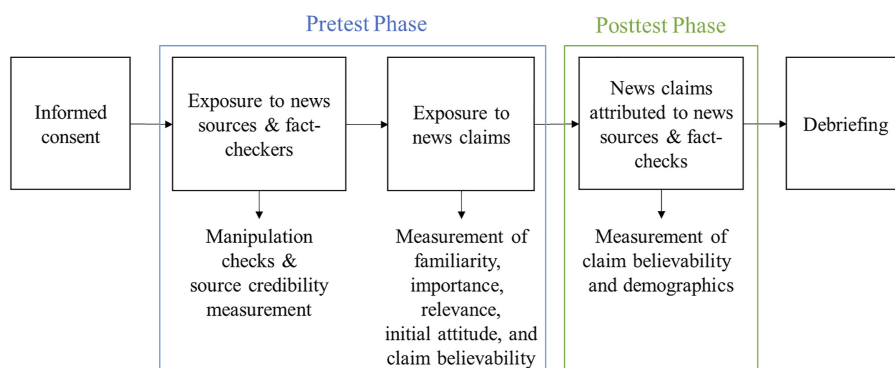 Pretest Phase
Posttest Phase
Informed
consent
Exposure to news
sources & fact-
checkers
Exposure to
news claims
News claims
attributed to news
sources & fact-
checks
Debriefing
Manipulation
checks &
source credibility
measurement
Measurement of
familiarity,
importance,
relevance,
initial attitude, and
claim believability
Measurement of
claim believability
and demographics